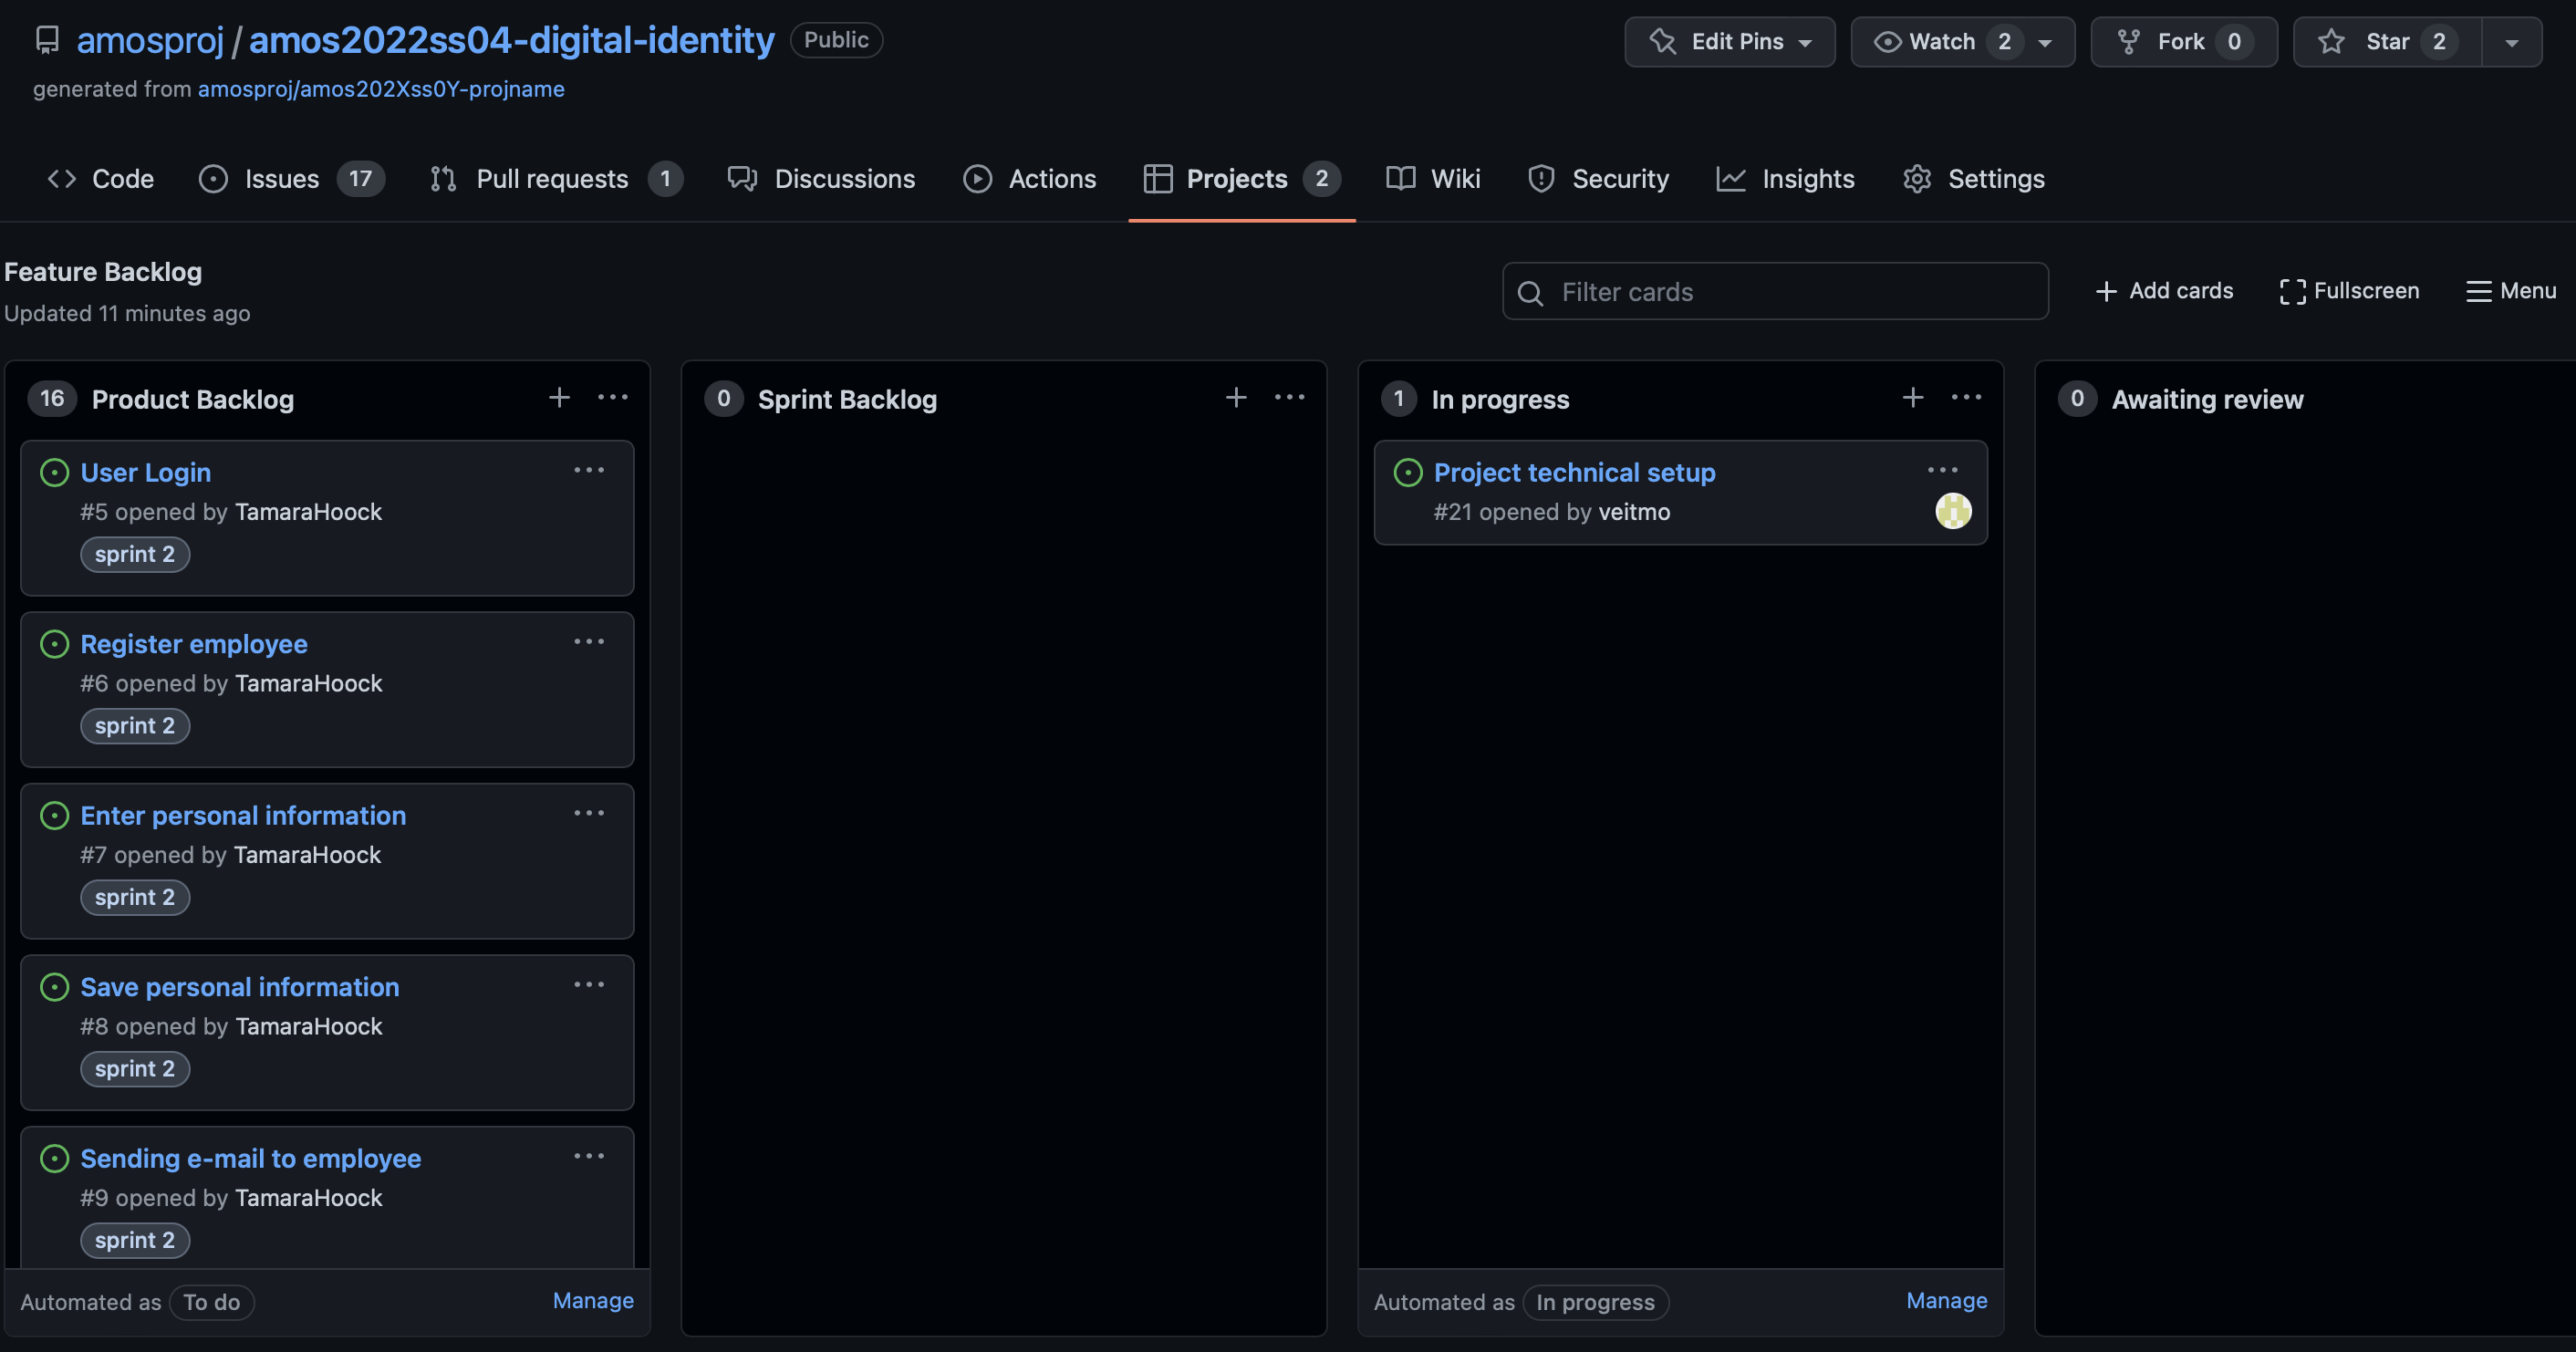 amosproj / amos2022ss04-digital-identity Public
Edit Pins Watch 2 Fork 0 Star 2
generated from amosproj/amos202Xss0Y-projname
Code Issues 17 Pull requests 1 Discussions Actions Projects 2 Wiki Security Insights Settings
Feature Backlog
Updated 11 minutes ago
Filter cards
Add cards Fullscreen Menu
16 Product Backlog
User Login
#5 opened by TamaraHoock
sprint 2
Register employee
#6 opened by TamaraHoock
sprint 2
Enter personal information
#7 opened by TamaraHoock
sprint 2
Save personal information
#8 opened by TamaraHoock
sprint 2
Sending e-mail to employee
#9 opened by TamaraHoock
sprint 2
Automated as To do Manage
0 Sprint Backlog
1 In progress
Project technical setup
#21 opened by veitmo
Automated as In progress Manage
0 Awaiting review